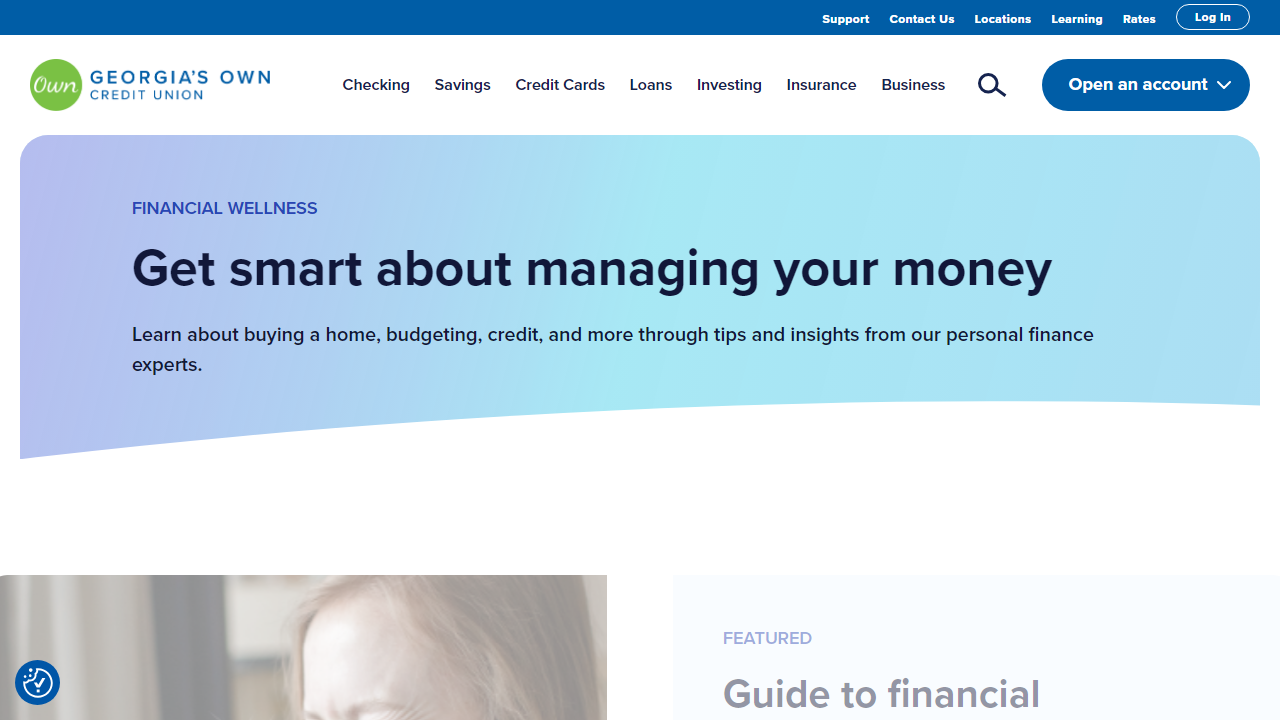 Support Contact Us Locations Learning Rates Log In
Own GEORGIA'S OWN
CREDIT UNION
Checking Savings Credit Cards Loans Investing Insurance Business Open an account
FINANCIAL WELLNESS
Get smart about managing your money
Learn about buying a home, budgeting, credit, and more through tips and insights from our personal finance
experts.
FEATURED
Guide to financial